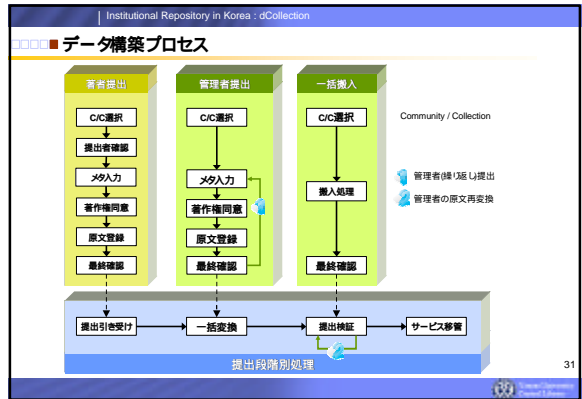 Institutional Repository in Korea : dCollection
データ構築プロセス
著者提出
C/C選択
提出者確認
メタ入力
著作権同意
原文登録
最終確認
管理者提出
C/C選択
メタ入力
著作権同意
原文登録
最終確認
一括搬入
C/C選択
搬入処理
最終確認
Community / Collection
管理者(繰り返し)提出
管理者の原文再変換
提出引き受け
一括変換
提出検証
サービス移管
提出段階別処理
31